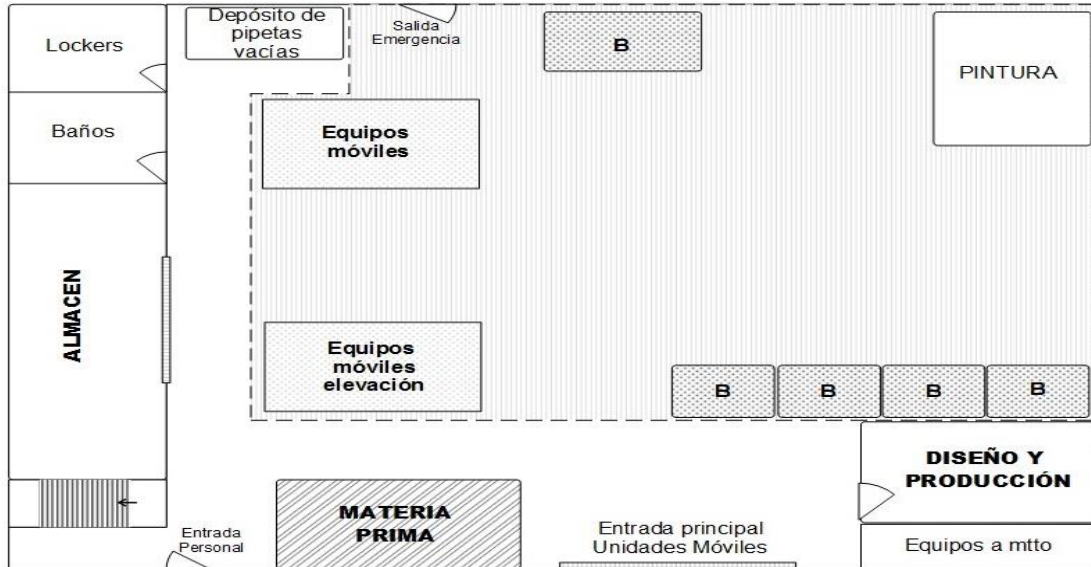 Lockers
Depósito de
pipetas
vacías
Salida
Emergencia
B
PINTURA
Baños
Equipos
móviles
ALMACEN
Equipos
móviles
elevación
B
B
B
B
DISEÑO Y
PRODUCCIÓN
MATERIA
PRIMA
Entrada
Personal
Entrada principal
Unidades Móviles
Equipos a mtto